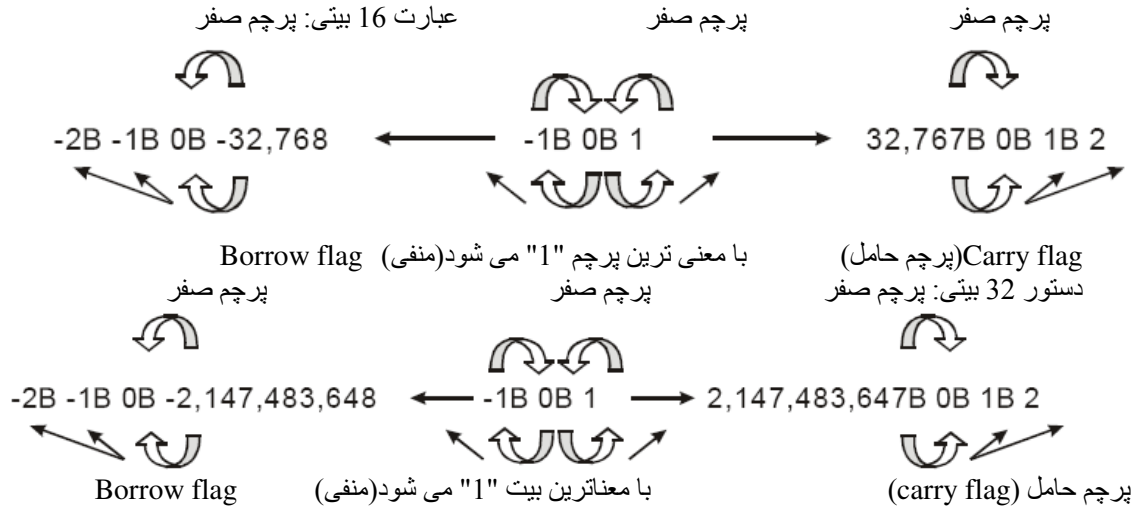 عبارت 16 بیتی: پرچم صفر    پرچم صفر    پرچم صفر
-2B -1B 0B -32,768    -1B 0B 1    32,767B 0B 1B 2
Borrow flag    با معنی ترین پرچم "1" می شود(منفی)    Carry flag(پرچم حامل)
پرچم صفر    پرچم صفر    دستور 32 بیتی: پرچم صفر
-2B -1B 0B -2,147,483,648    -1B 0B 1    2,147,483,647B 0B 1B 2
Borrow flag    با معناترین بیت "1" می شود(منفی)    پرچم حامل (carry flag)